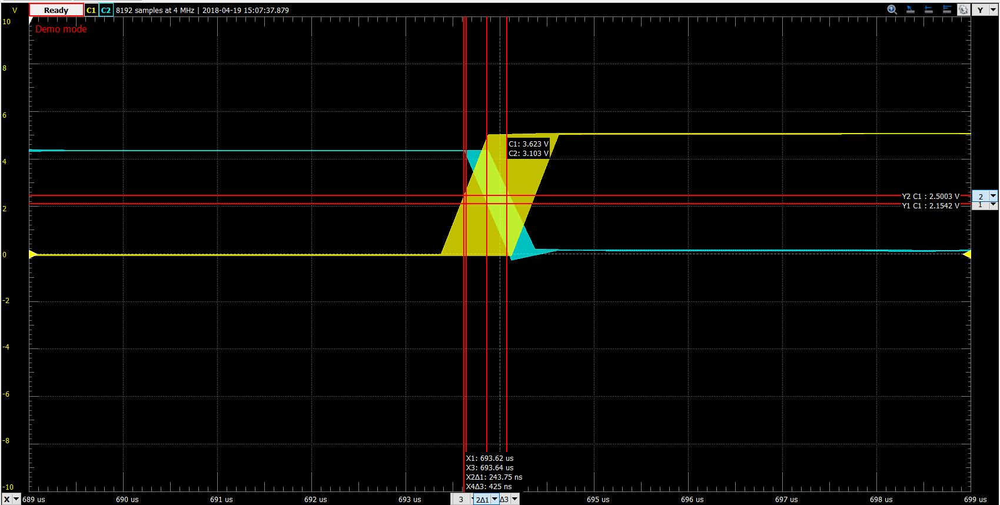 V Ready C1 C2 8192 samples at 4 MHz | 2018-04-19 15:07:37.879 Y
10
Demo mode
8
6
C1: 3.623 V
C2: 3.103 V
4
Y2 C1 : 2.5003 V 2
2 Y1 C1 : 2.1542 V 1
0
-2
-4
-6
-8
X1: 693.62 us
X3: 693.64 us
X2Δ1: 243.75 ns
X4Δ3: 425 ns
-10
X 689 us 690 us 691 us 692 us 693 us 3 2Δ1 Δ3 695 us 696 us 697 us 698 us 699 us